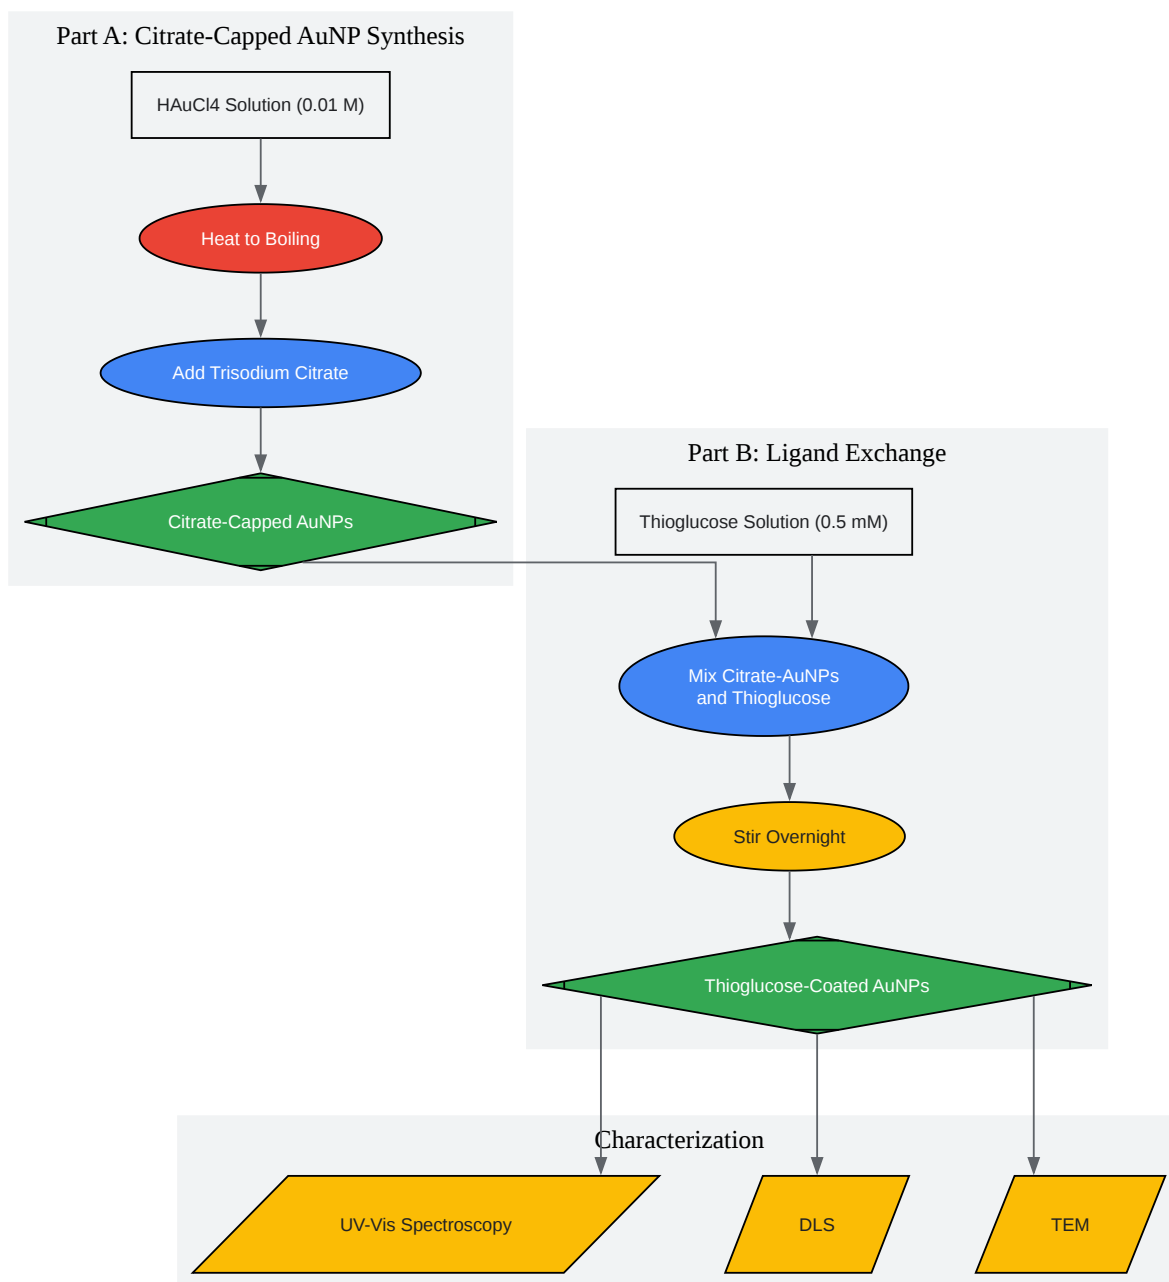 Part A: Citrate-Capped AuNP Synthesis
HAuCl4 Solution (0.01 M)
Heat to Boiling
Add Trisodium Citrate
Citrate-Capped AuNPs
Part B: Ligand Exchange
Thioglucose Solution (0.5 mM)
Mix Citrate-AuNPs
and Thioglucose
Stir Overnight
Thioglucose-Coated AuNPs
Characterization
UV-Vis Spectroscopy
DLS
TEM